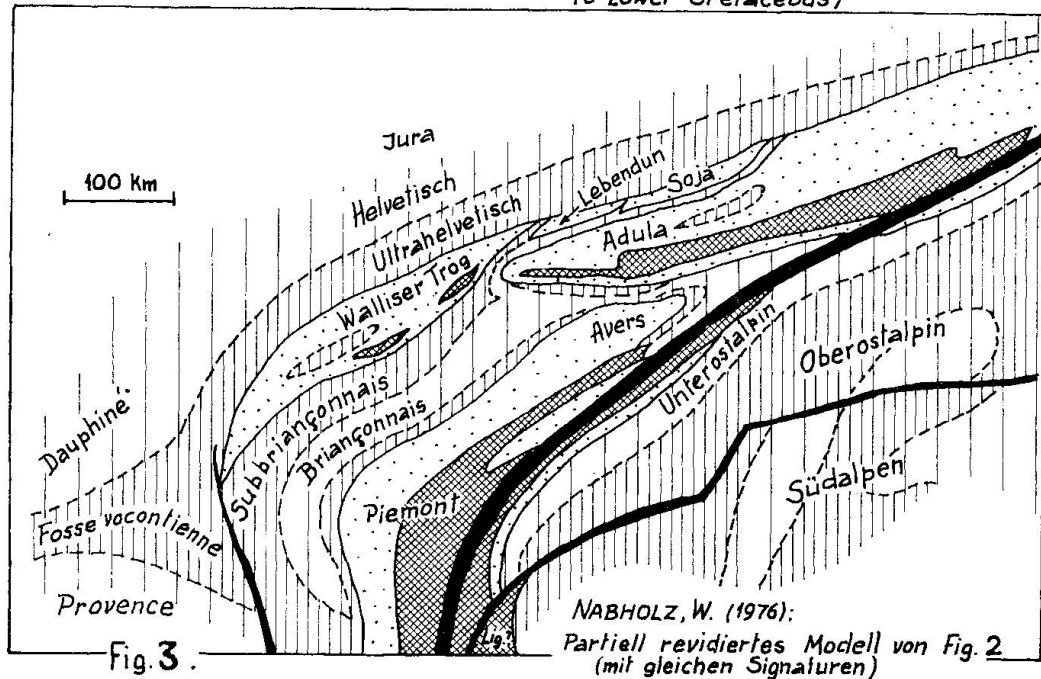 to Lower Cretaceous)
Jura
100 Km
Helvetisch
Ultrahelvetisch
Lebendun
Soja
Adula
Walliser Trog
Avers
Unterostalpin
Oberostalpin
Dauphiné
Subbriançonnais
Briançonnais
Piemont
Südalpen
Fosse vocontienne
Provence
Lig.?
Fig. 3.
NABHOLZ, W. (1976):
Partiell revidiertes Modell von Fig. 2
(mit gleichen Signaturen)